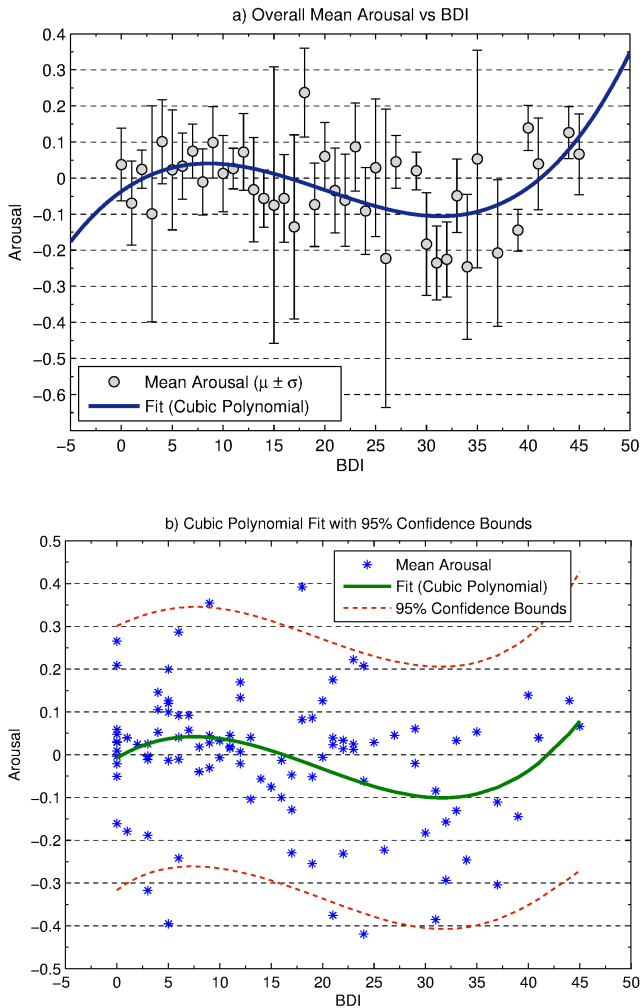 a) Overall Mean Arousal vs BDI
0.4
0.3
0.2
0.1
0
−0.1
−0.2
−0.3
−0.4
−0.5
−0.6
Arousal
Mean Arousal (μ ± σ)
Fit (Cubic Polynomial)
−5 0 5 10 15 20 25 30 35 40 45 50
BDI
b) Cubic Polynomial Fit with 95% Confidence Bounds
0.5
0.4
0.3
0.2
0.1
0
−0.1
−0.2
−0.3
−0.4
−0.5
Arousal
Mean Arousal
Fit (Cubic Polynomial)
95% Confidence Bounds
−5 0 5 10 15 20 25 30 35 40 45 50
BDI